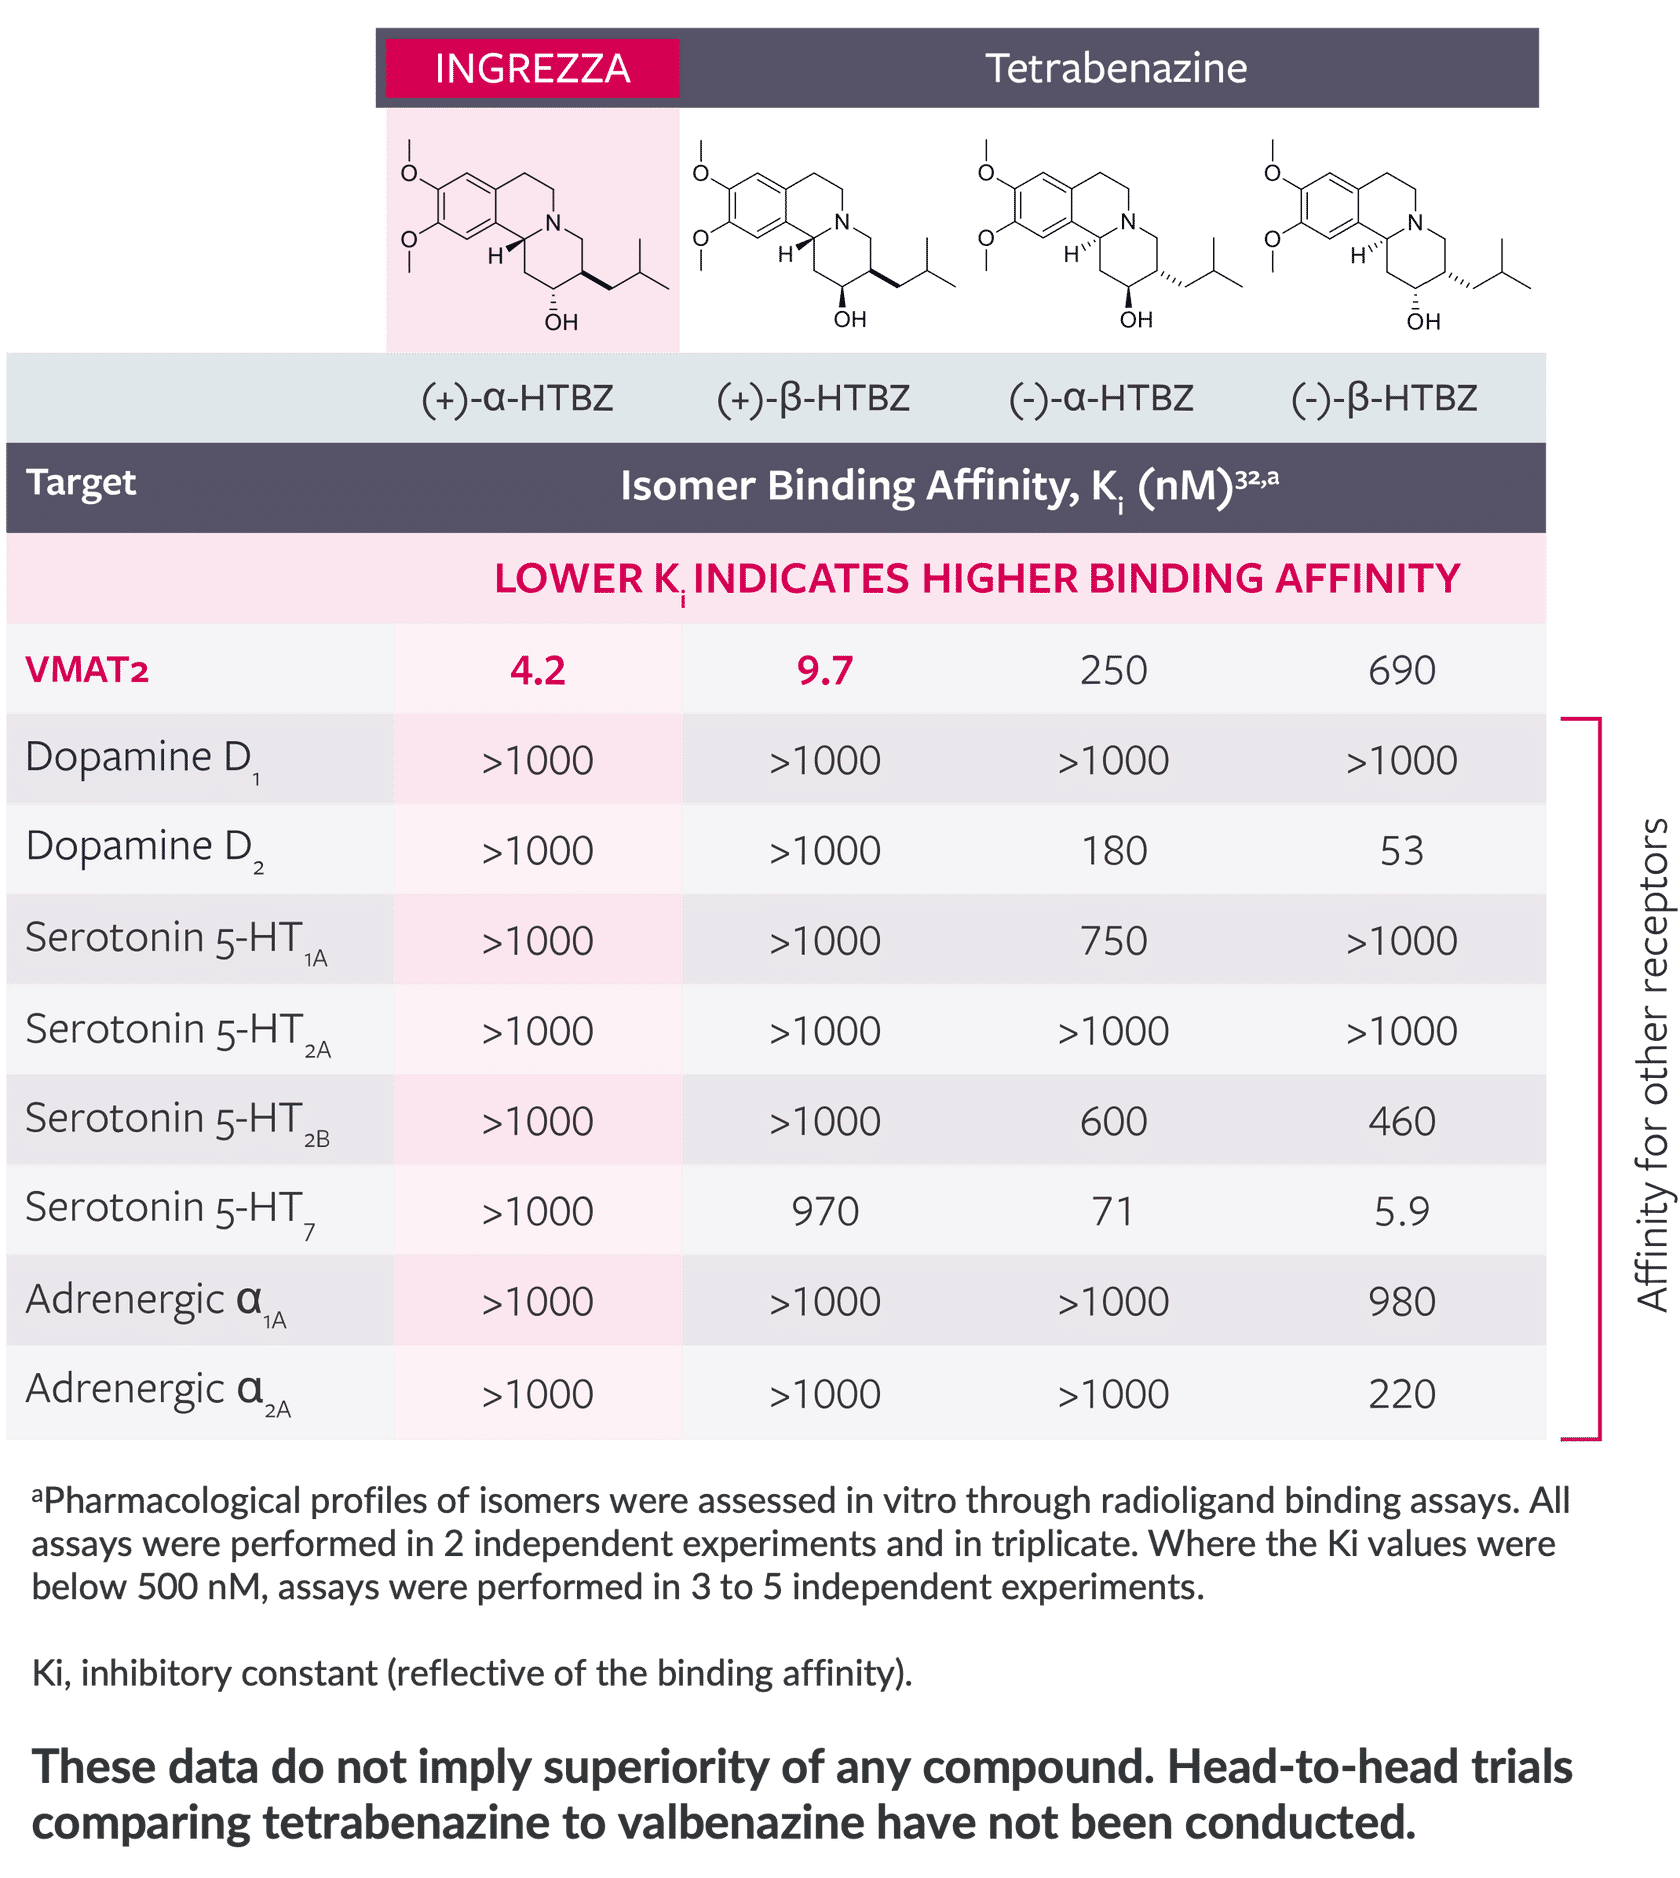 INGREZZA Tetrabenazine
O O O O
N N N N
O O O O
H H H H
OH OH OH OH
(+)-α-HTBZ (+)-β-HTBZ (-)-α-HTBZ (-)-β-HTBZ
Target Isomer Binding Affinity, Ki (nM)32,a
LOWER Ki INDICATES HIGHER BINDING AFFINITY
VMAT2 4.2 9.7 250 690
Dopamine D1 >1000 >1000 >1000 >1000
Dopamine D2 >1000 >1000 180 53
Serotonin 5-HT1A >1000 >1000 750 >1000
Serotonin 5-HT2A >1000 >1000 >1000 >1000
Serotonin 5-HT2B >1000 >1000 600 460
Serotonin 5-HT7 >1000 970 71 5.9
Adrenergic α1A >1000 >1000 >1000 980
Adrenergic α2A >1000 >1000 >1000 220
Affinity for other receptors
aPharmacological profiles of isomers were assessed in vitro through radioligand binding assays. All
assays were performed in 2 independent experiments and in triplicate. Where the Ki values were
below 500 nM, assays were performed in 3 to 5 independent experiments.
Ki, inhibitory constant (reflective of the binding affinity).
These data do not imply superiority of any compound. Head-to-head trials
comparing tetrabenazine to valbenazine have not been conducted.